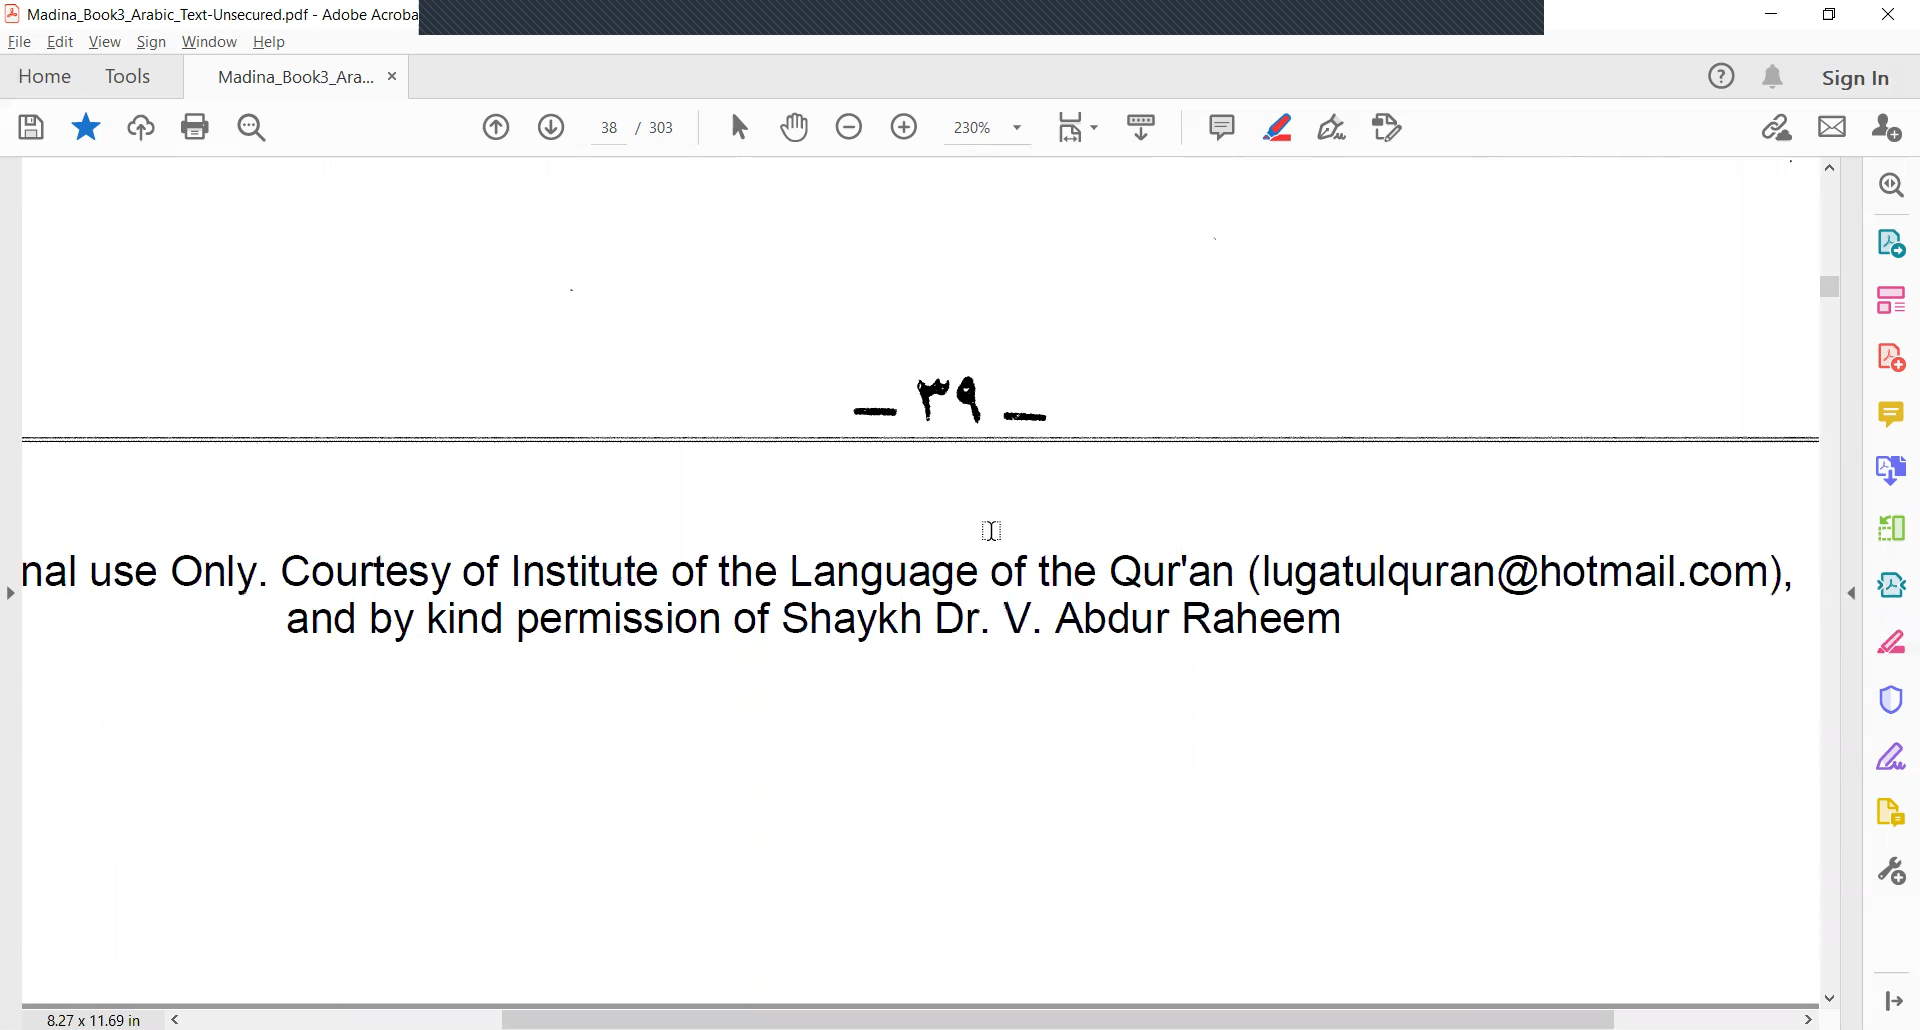 Madina_Book3_Arabic_Text-Unsecured.pdf - Adobe Acroba
File Edit View Sign Window Help
Home Tools Madina_Book3_Ara... × Sign In
38 / 303 230%
_ ٣٩ _
nal use Only. Courtesy of Institute of the Language of the Qur'an (lugatulquran@hotmail.com),
and by kind permission of Shaykh Dr. V. Abdur Raheem
8.27 x 11.69 in